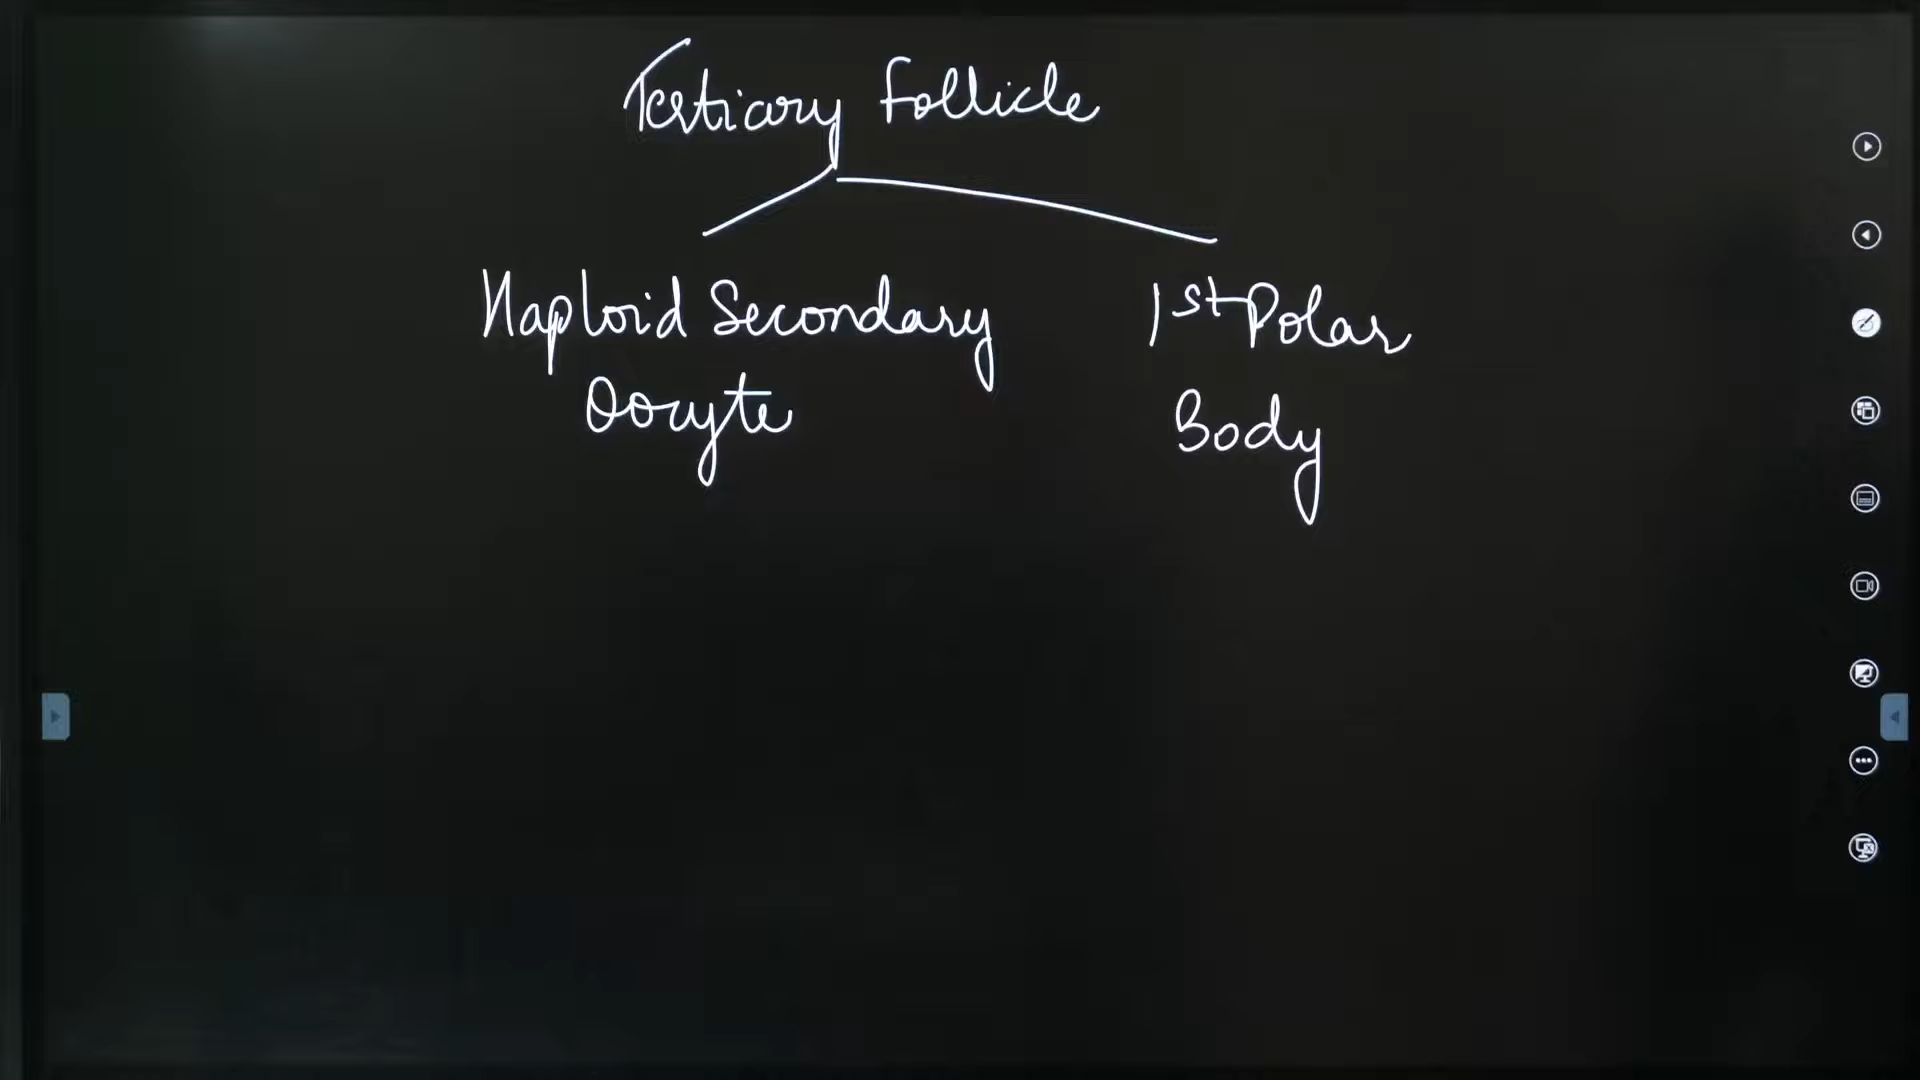 Tertiary Follicle
Haploid Secondary
Oocyte
1st Polar
Body